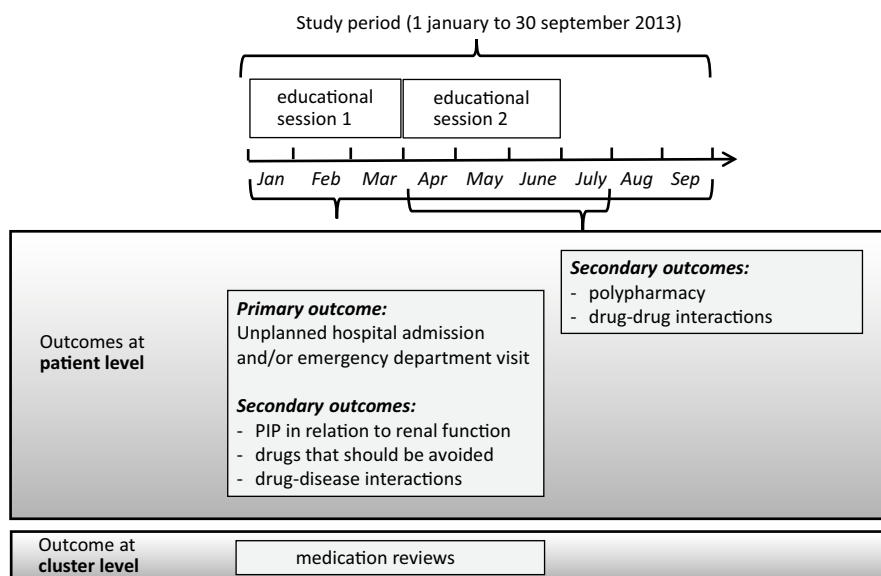 Study period (1 january to 30 september 2013)
educational
session 1
educational
session 2
Jan Feb Mar Apr May June July Aug Sep
Outcomes at
patient level
Primary outcome:
Unplanned hospital admission
and/or emergency department visit
Secondary outcomes:
- PIP in relation to renal function
- drugs that should be avoided
- drug-disease interactions
Secondary outcomes:
- polypharmacy
- drug-drug interactions
Outcome at
cluster level
medication reviews